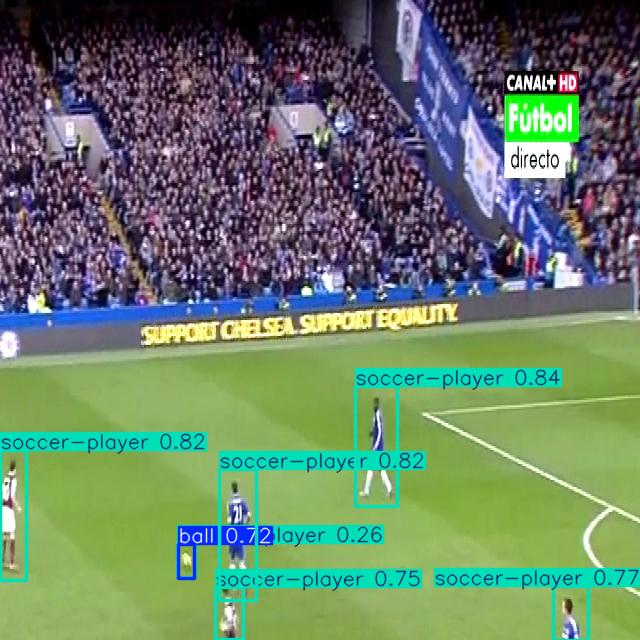 CANAL+ HD
Fútbol
directo
SUPPORT CHELSEA. SUPPORT EQUALITY.
soccer-player 0.84
soccer-player 0.82
soccer-player 0.82
21
ball 0.72
layer 0.26
soccer-player 0.75
soccer-player 0.77